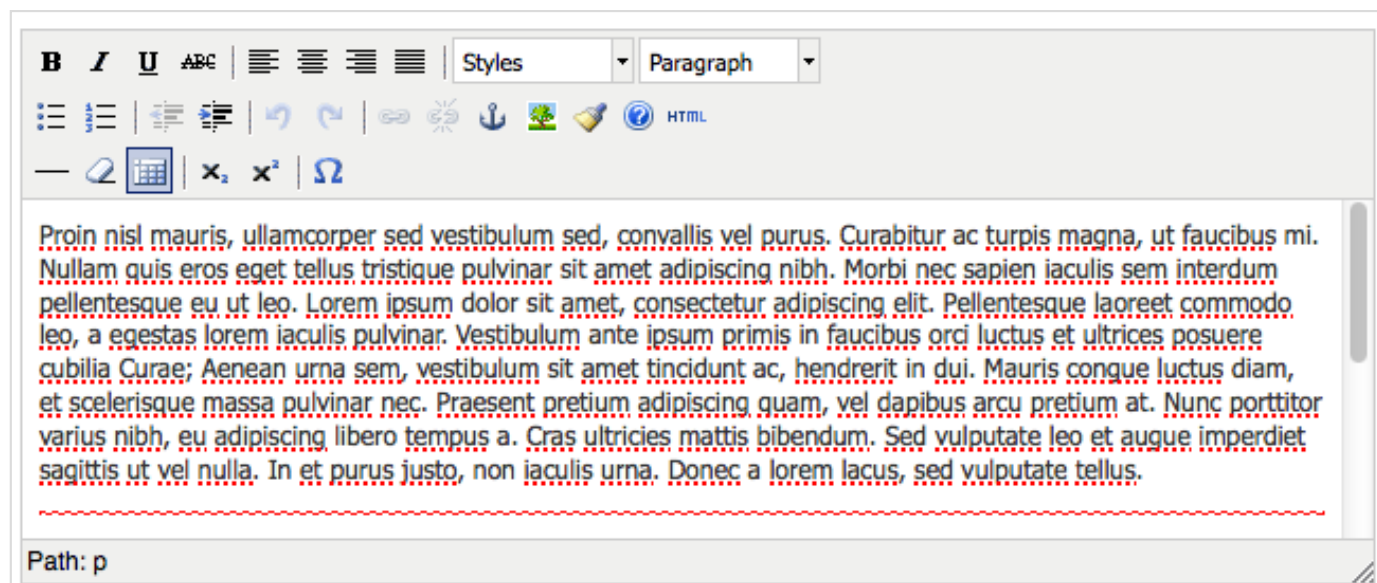 B I U ABC Styles Paragraph
HTML
x₂ x² Ω
Proin nisl mauris, ullamcorper sed vestibulum sed, convallis vel purus. Curabitur ac turpis magna, ut faucibus mi.
Nullam quis eros eget tellus tristique pulvinar sit amet adipiscing nibh. Morbi nec sapien iaculis sem interdum
pellentesque eu ut leo. Lorem ipsum dolor sit amet, consectetur adipiscing elit. Pellentesque laoreet commodo
leo, a egestas lorem iaculis pulvinar. Vestibulum ante ipsum primis in faucibus orci luctus et ultrices posuere
cubilia Curae; Aenean urna sem, vestibulum sit amet tincidunt ac, hendrerit in dui. Mauris congue luctus diam,
et scelerisque massa pulvinar nec. Praesent pretium adipiscing quam, vel dapibus arcu pretium at. Nunc porttitor
varius nibh, eu adipiscing libero tempus a. Cras ultricies mattis bibendum. Sed vulputate leo et augue imperdiet
sagittis ut vel nulla. In et purus justo, non iaculis urna. Donec a lorem lacus, sed vulputate tellus.
Path: p